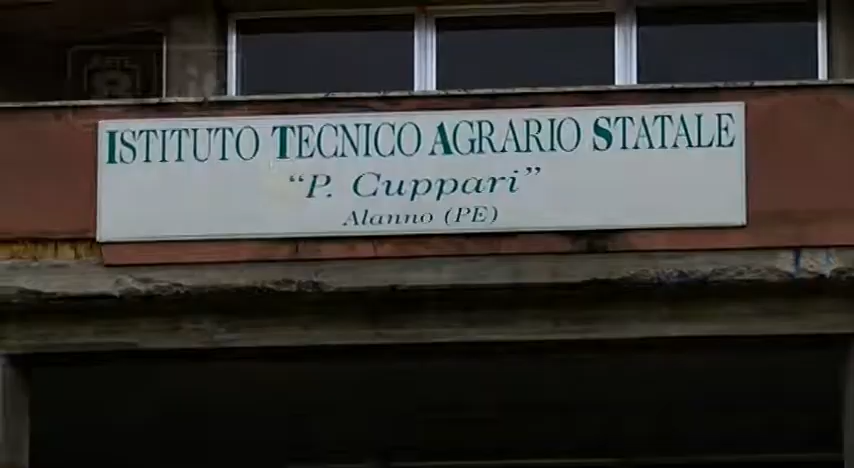 ISTITUTO TECNICO AGRARIO STATALE
“P. Cuppari”
Alanno (PE)